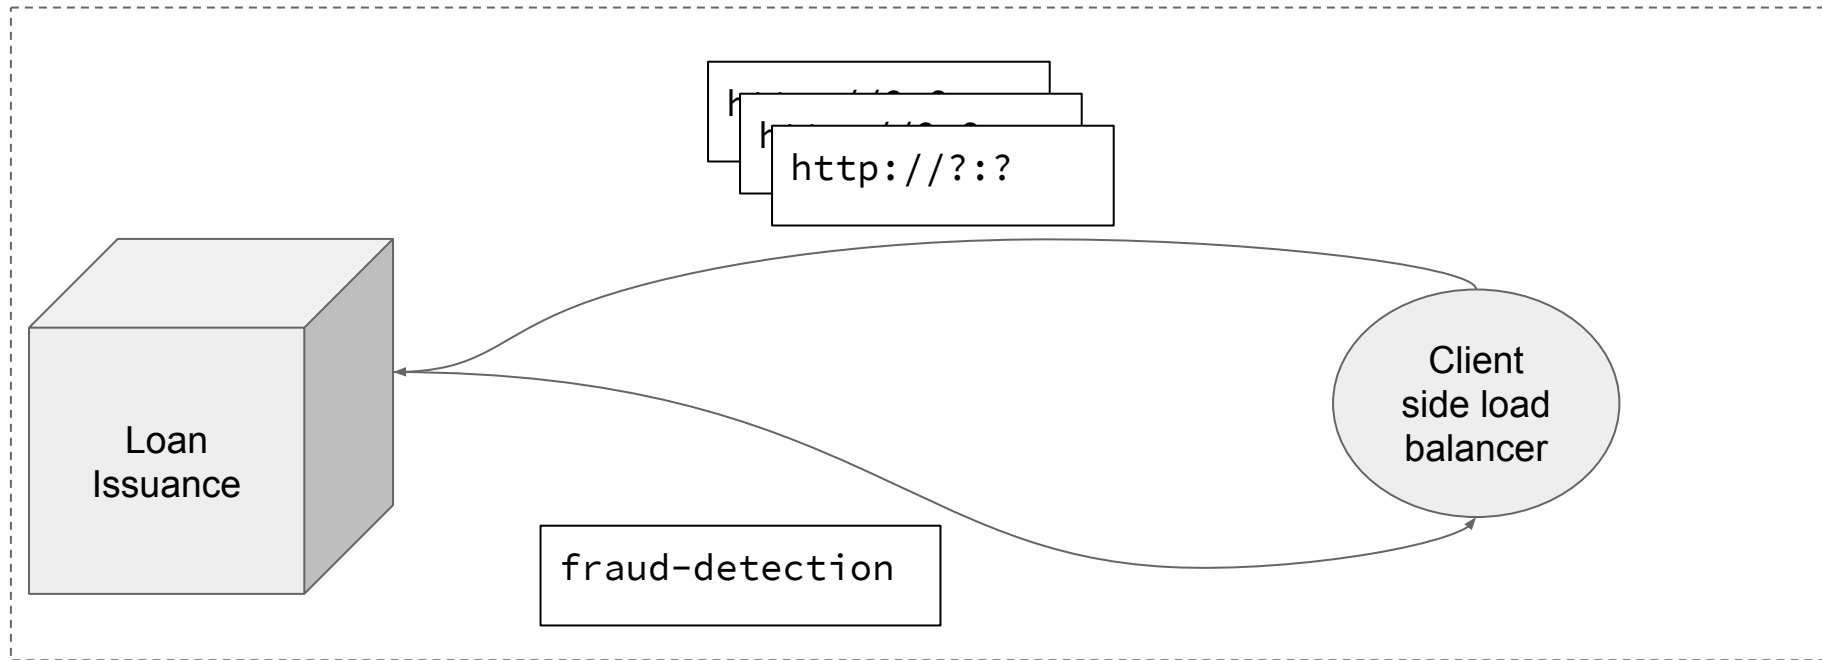 http://?:?
Client
side load
balancer
Loan
Issuance
fraud-detection